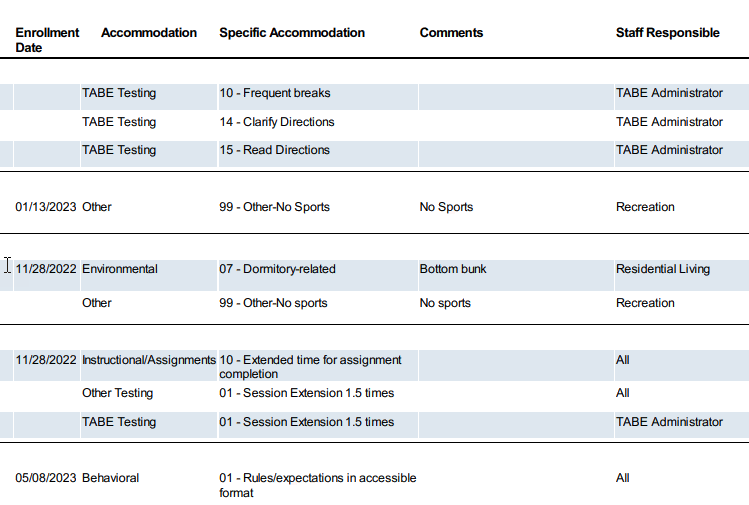 Enrollment Date Accommodation Specific Accommodation Comments Staff Responsible
TABE Testing 10 - Frequent breaks TABE Administrator
TABE Testing 14 - Clarify Directions TABE Administrator
TABE Testing 15 - Read Directions TABE Administrator
01/13/2023 Other 99 - Other-No Sports No Sports Recreation
11/28/2022 Environmental 07 - Dormitory-related Bottom bunk Residential Living
Other 99 - Other-No sports No sports Recreation
11/28/2022 Instructional/Assignments 10 - Extended time for assignment All
completion
Other Testing 01 - Session Extension 1.5 times All
TABE Testing 01 - Session Extension 1.5 times TABE Administrator
05/08/2023 Behavioral 01 - Rules/expectations in accessible All
format